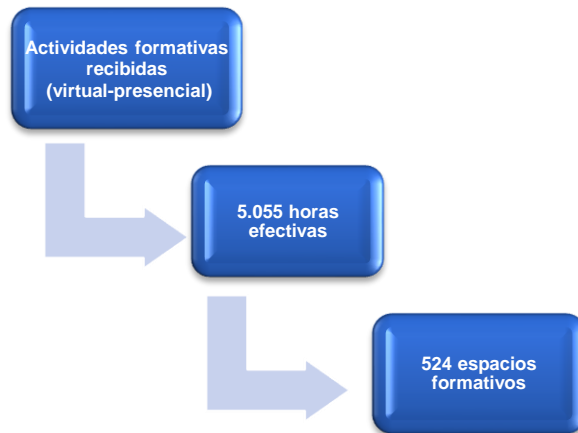 Actividades formativas
recibidas
(virtual-presencial)
5.055 horas
efectivas
524 espacios
formativos